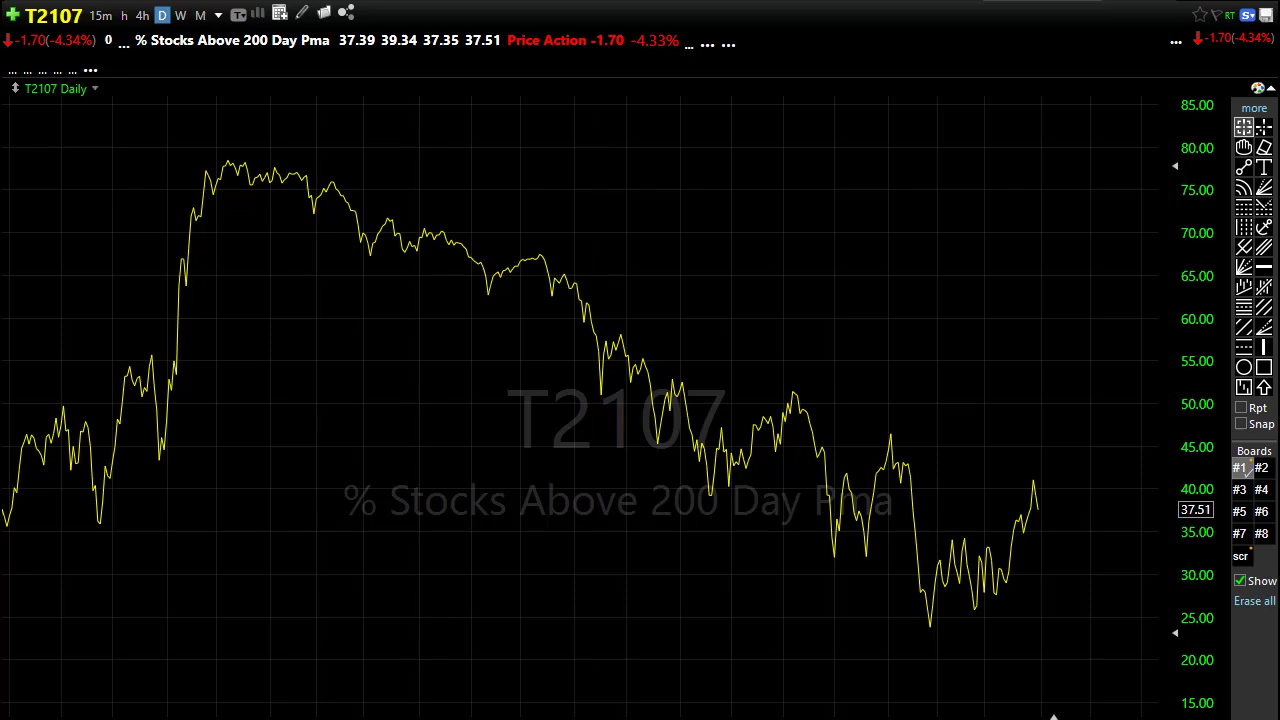 T2107 15m h 4h D W M T RT S
-1.70(-4.34%) 0 ... % Stocks Above 200 Day Pma 37.39 39.34 37.35 37.51 Price Action -1.70 -4.33% ... ... ... ... -1.70(-4.34%)
... ... ... ... ... ...
T2107 Daily
more
85.00
80.00
75.00
70.00
65.00
60.00
55.00
50.00
45.00
40.00
37.51
35.00
30.00
25.00
20.00
15.00
T2107
% Stocks Above 200 Day Pma
T
Rpt
Snap
Boards
#1 #2
#3 #4
#5 #6
#7 #8
scr
Show
Erase all